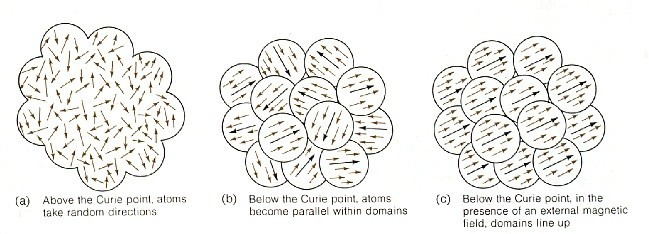 (a) Above the Curie point, atoms
take random directions
(b) Below the Curie point, atoms
become parallel within domains
(c) Below the Curie point, in the
presence of an external magnetic
field, domains line up